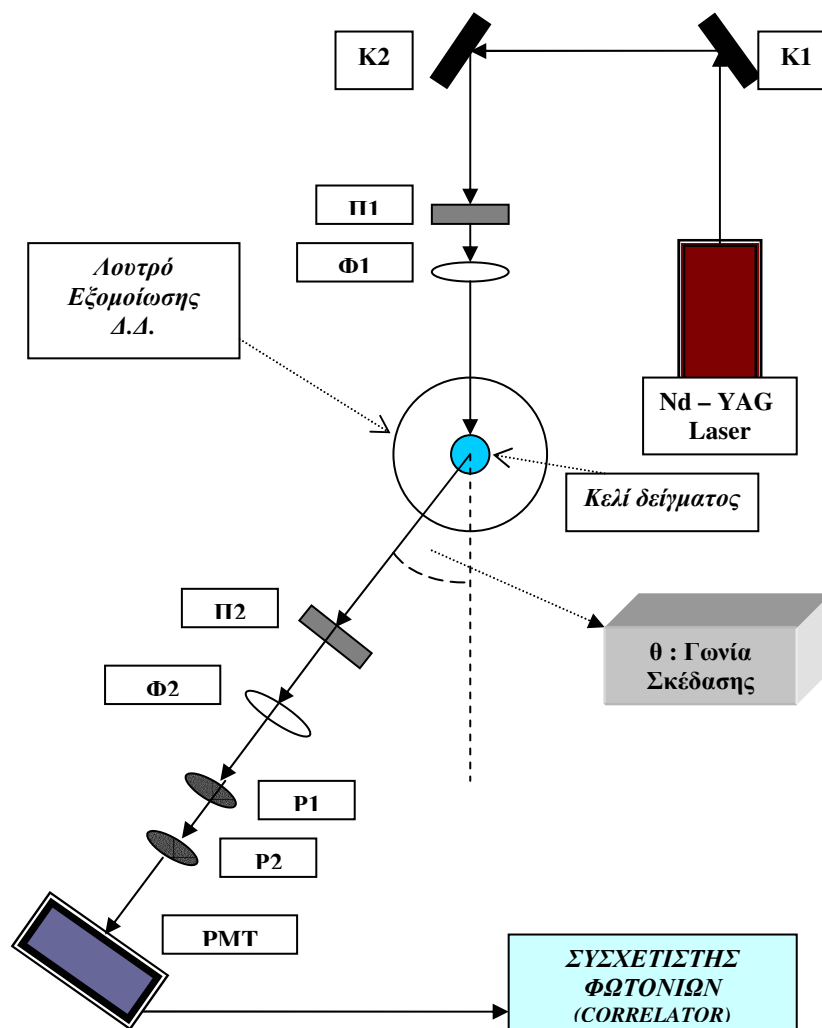 K2
K1
Π1
Φ1
Λουτρό
Εξομοίωσης
Δ.Δ.
Nd – YAG
Laser
Κελί δείγματος
Π2
θ : Γωνία
Σκέδασης
Φ2
P1
P2
PMT
ΣΥΣΧΕΤΙΣΤΗΣ
ΦΩΤΟΝΙΩΝ
(CORRELATOR)